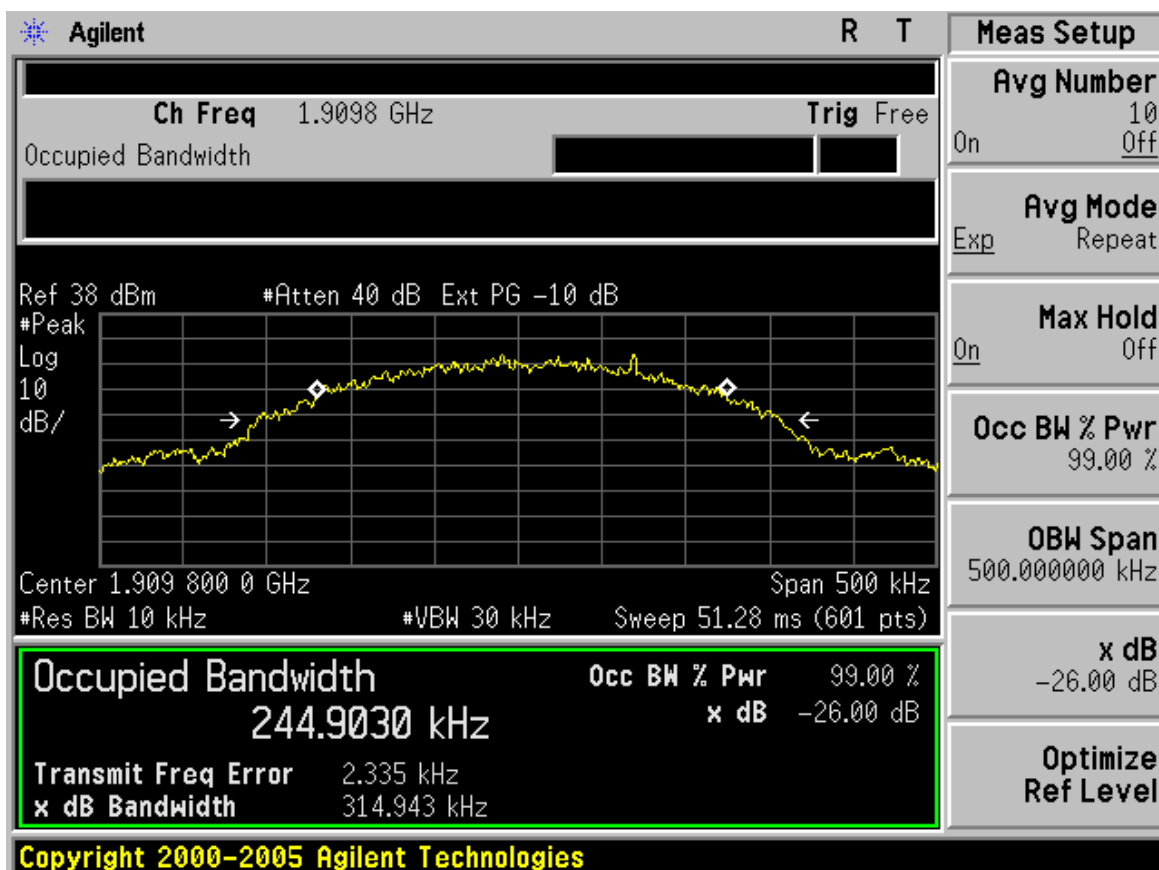 Agilent R T
Ch Freq 1.9098 GHz Trig Free
Occupied Bandwidth
Ref 38 dBm #Atten 40 dB Ext PG -10 dB
#Peak
Log
10
dB/
Center 1.909 800 0 GHz Span 500 kHz
#Res BW 10 kHz #VBW 30 kHz Sweep 51.28 ms (601 pts)
Occupied Bandwidth Occ BW % Pwr 99.00 %
244.9030 kHz x dB -26.00 dB
Transmit Freq Error 2.335 kHz
x dB Bandwidth 314.943 kHz
Copyright 2000-2005 Agilent Technologies
Meas Setup
Avg Number
10
On Off
Avg Mode
Exp Repeat
Max Hold
On Off
Occ BW % Pwr
99.00 %
OBW Span
500.000000 kHz
x dB
-26.00 dB
Optimize
Ref Level